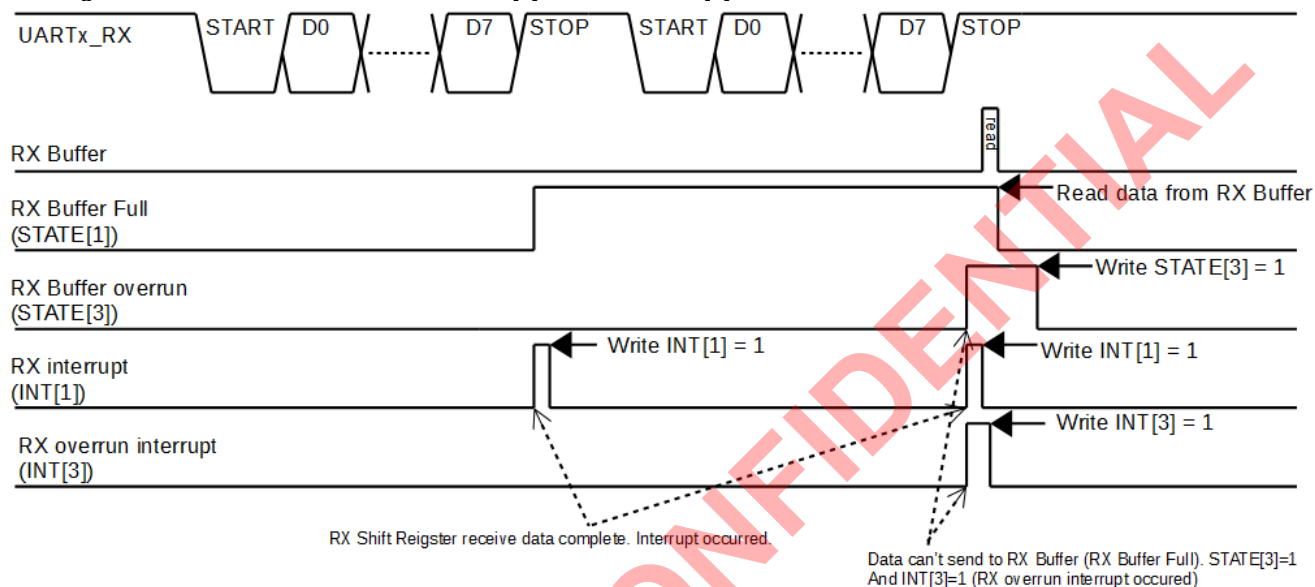 UARTx_RX
START D0 D7 STOP START D0 D7 STOP
read
RX Buffer
Read data from RX Buffer
RX Buffer Full
(STATE[1])
Write STATE[3] = 1
RX Buffer overrun
(STATE[3])
Write INT[1] = 1
Write INT[1] = 1
RX interrupt
(INT[1])
Write INT[3] = 1
RX overrun interrupt
(INT[3])
RX Shift Reigster receive data complete. Interrupt occurred.
Data can't send to RX Buffer (RX Buffer Full). STATE[3]=1
And INT[3]=1 (RX overrun interrupt occured)
ONFIDENTIAL